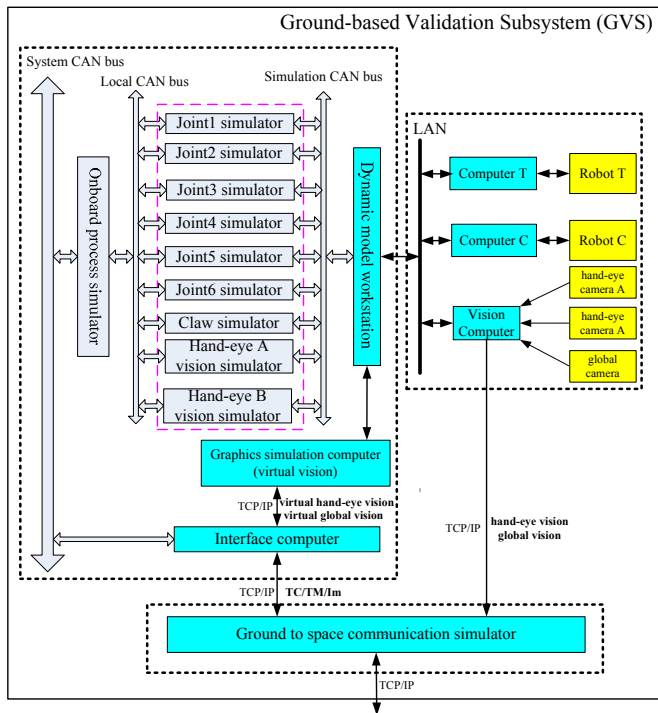 Ground-based Validation Subsystem (GVS)
System CAN bus
Local CAN bus
Simulation CAN bus
Onboard process simulator
Joint1 simulator
Joint2 simulator
Joint3 simulator
Joint4 simulator
Joint5 simulator
Joint6 simulator
Claw simulator
Hand-eye A
vision simulator
Hand-eye B
vision simulator
Dynamic model workstation
LAN
Computer T
Robot T
Computer C
Robot C
Vision
Computer
hand-eye
camera A
hand-eye
camera A
global
camera
Graphics simulation computer
(virtual vision)
TCP/IP
virtual hand-eye vision
virtual global vision
Interface computer
TCP/IP
hand-eye vision
global vision
TCP/IP
TC/TM/Im
Ground to space communication simulator
TCP/IP